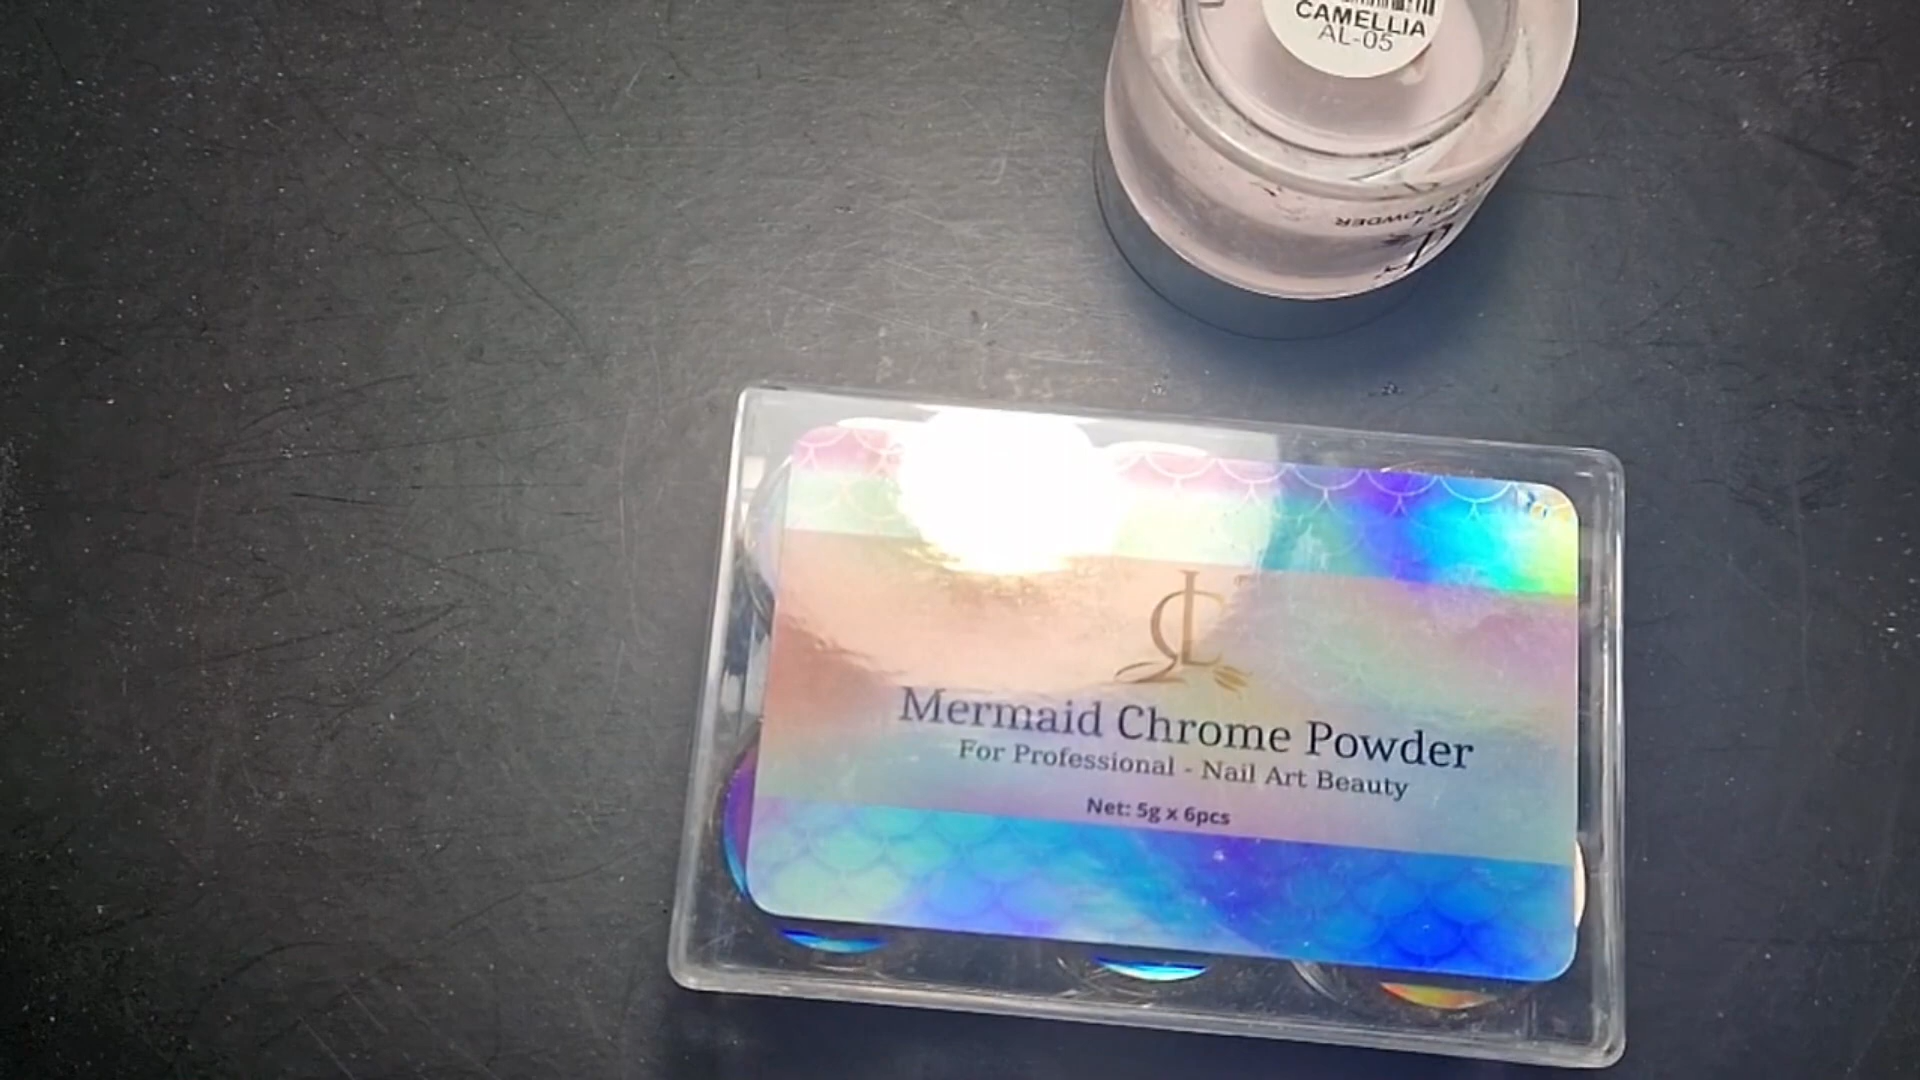 CAMELLIA
AL-05
POWDER
Mermaid Chrome Powder
For Professional - Nail Art Beauty
Net: 5g x 6pcs